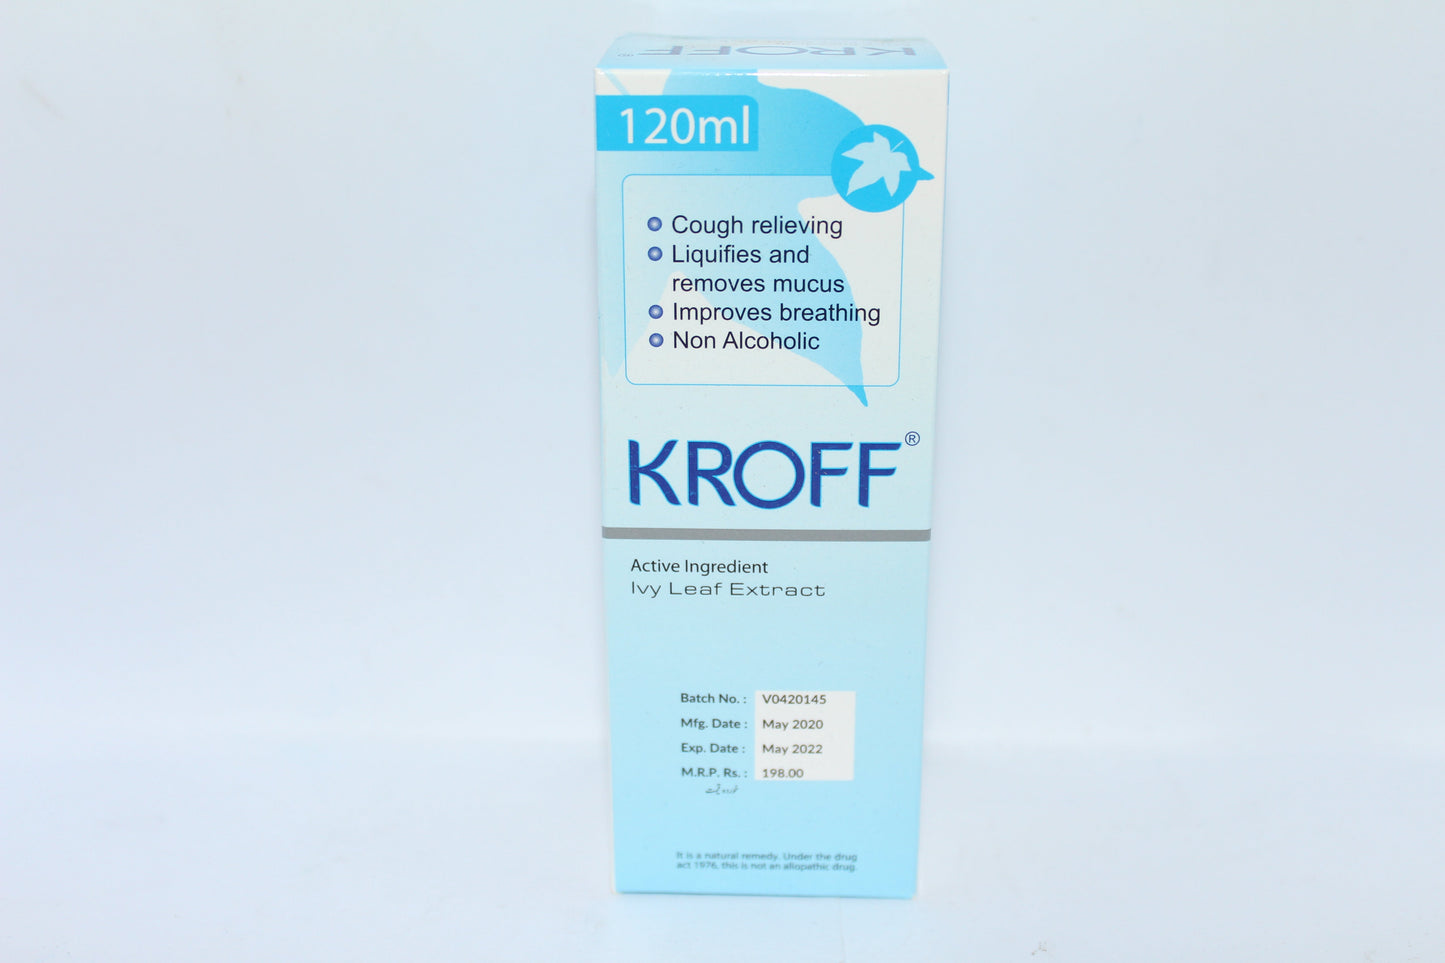 KROFF®
120ml
Cough relieving
Liquifies and
removes mucus
Improves breathing
Non Alcoholic
KROFF®
Active Ingredient
Ivy Leaf Extract
Batch No. : V0420145
Mfg. Date : May 2020
Exp. Date : May 2022
M.R.P. Rs. : 198.00
It is a natural remedy. Under the drug
act 1976, this is not an allopathic drug.